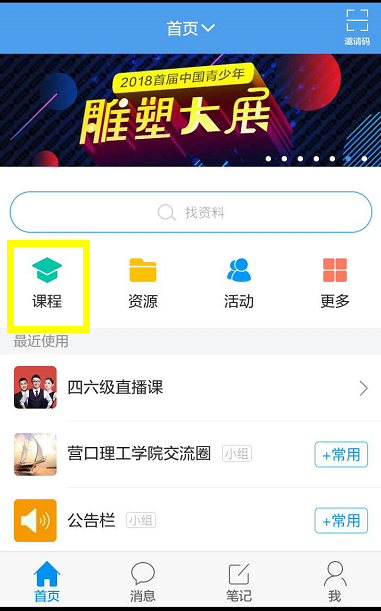 首页
邀请码
2018首届中国青少年
雕塑大展
找资料
课程
资源
活动
更多
最近使用
四六级直播课
营口理工学院交流圈 小组 +常用
公告栏 小组 +常用
首页
消息
笔记
我